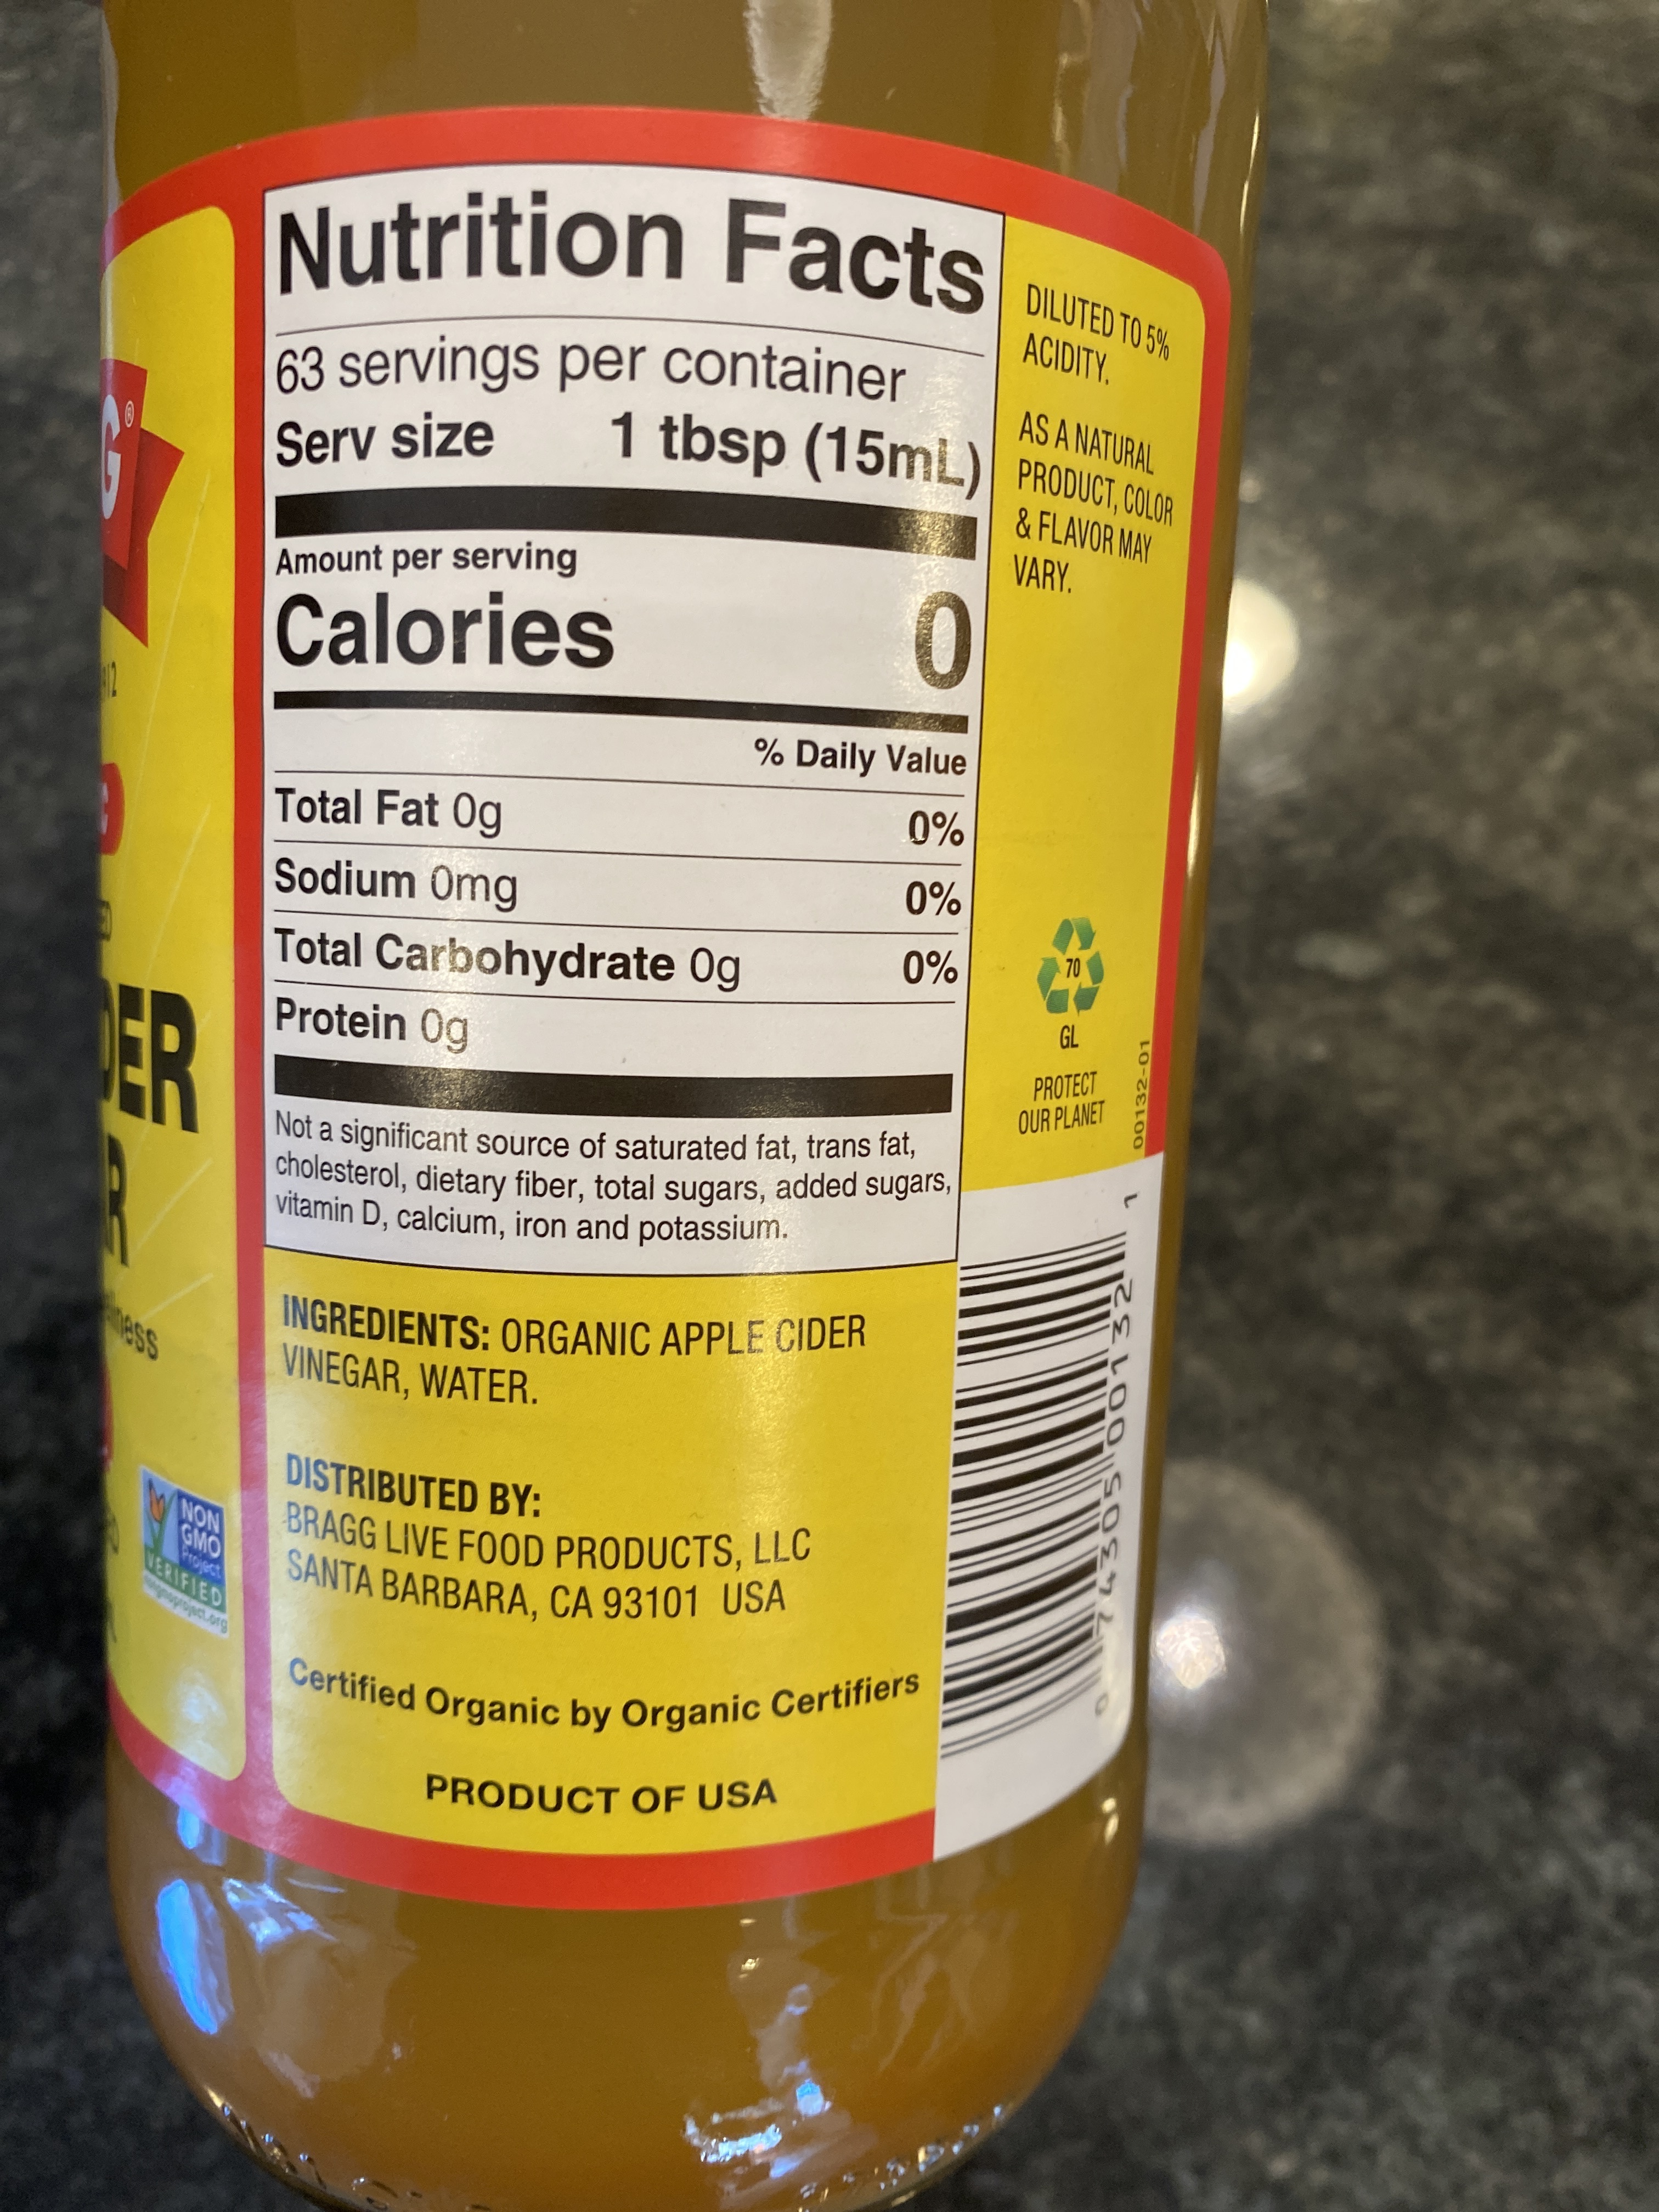 Nutrition Facts
63 servings per container
Serv size 1 tbsp (15mL)
Amount per serving
Calories 0
% Daily Value
Total Fat 0g 0%
Sodium 0mg 0%
Total Carbohydrate 0g 0%
Protein 0g
Not a significant source of saturated fat, trans fat,
cholesterol, dietary fiber, total sugars, added sugars,
vitamin D, calcium, iron and potassium.
INGREDIENTS: ORGANIC APPLE CIDER
VINEGAR, WATER.
DISTRIBUTED BY:
BRAGG LIVE FOOD PRODUCTS, LLC
SANTA BARBARA, CA 93101 USA
Certified Organic by Organic Certifiers
PRODUCT OF USA
DILUTED TO 5%
ACIDITY.
AS A NATURAL
PRODUCT, COLOR
& FLAVOR MAY
VARY.
70
GL
PROTECT
OUR PLANET
00132-01
0 74305 00132 1
G®
DER
R
NON
GMO
Project
VERIFIED
nongmoproject.org